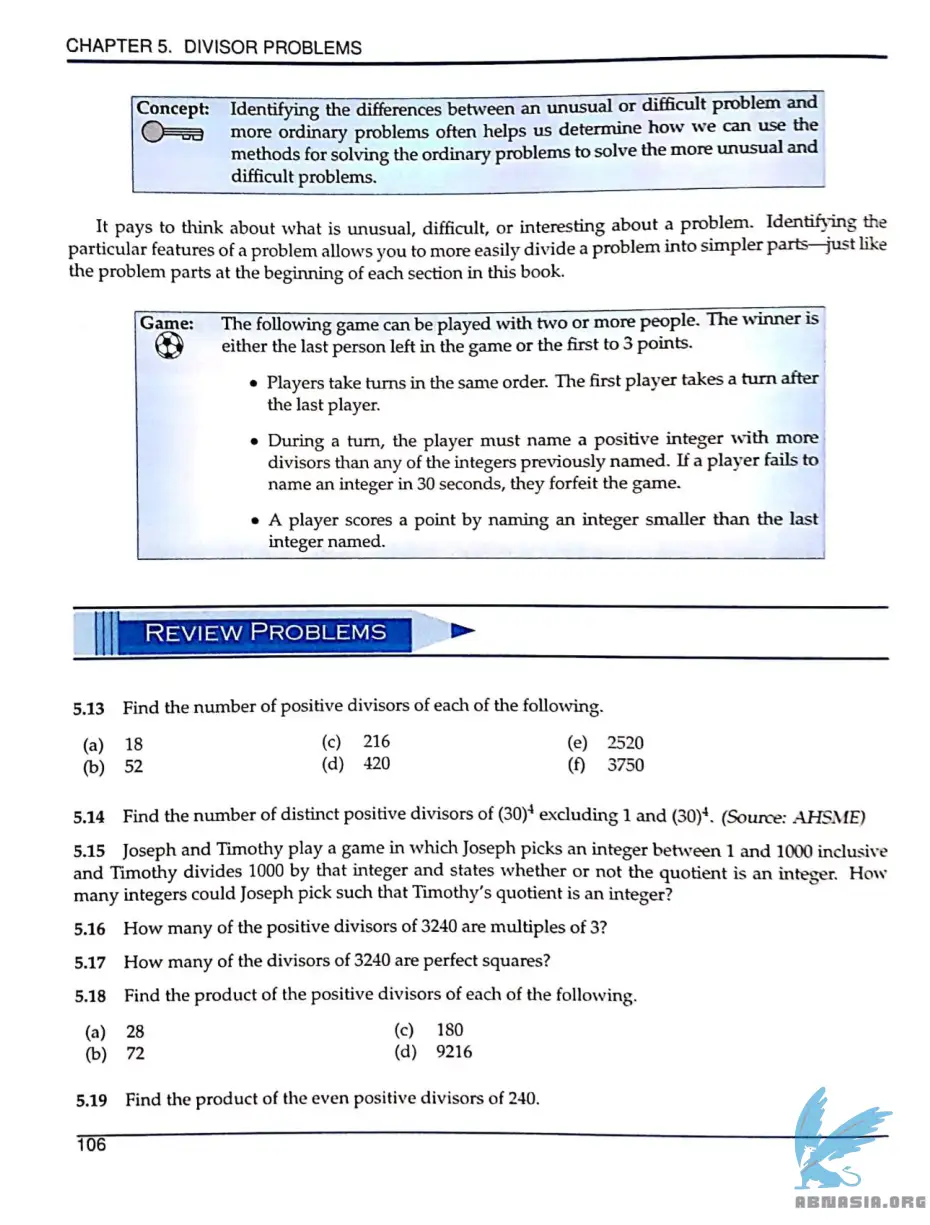 CHAPTER 5. DIVISOR PROBLEMS
Concept: Identifying the differences between an unusual or difficult problem and
more ordinary problems often helps us determine how we can use the
methods for solving the ordinary problems to solve the more unusual and
difficult problems.
It pays to think about what is unusual, difficult, or interesting about a problem. Identifying the
particular features of a problem allows you to more easily divide a problem into simpler parts—just like
the problem parts at the beginning of each section in this book.
Game: The following game can be played with two or more people. The winner is
either the last person left in the game or the first to 3 points.
• Players take turns in the same order. The first player takes a turn after
the last player.
• During a turn, the player must name a positive integer with more
divisors than any of the integers previously named. If a player fails to
name an integer in 30 seconds, they forfeit the game.
• A player scores a point by naming an integer smaller than the last
integer named.
REVIEW PROBLEMS
5.13 Find the number of positive divisors of each of the following.
(a) 18 (c) 216 (e) 2520
(b) 52 (d) 420 (f) 3750
5.14 Find the number of distinct positive divisors of (30)⁴ excluding 1 and (30)⁴. (Source: AHSME)
5.15 Joseph and Timothy play a game in which Joseph picks an integer between 1 and 1000 inclusive
and Timothy divides 1000 by that integer and states whether or not the quotient is an integer. How
many integers could Joseph pick such that Timothy's quotient is an integer?
5.16 How many of the positive divisors of 3240 are multiples of 3?
5.17 How many of the divisors of 3240 are perfect squares?
5.18 Find the product of the positive divisors of each of the following.
(a) 28 (c) 180
(b) 72 (d) 9216
5.19 Find the product of the even positive divisors of 240.
106
ABNASIA.ORG